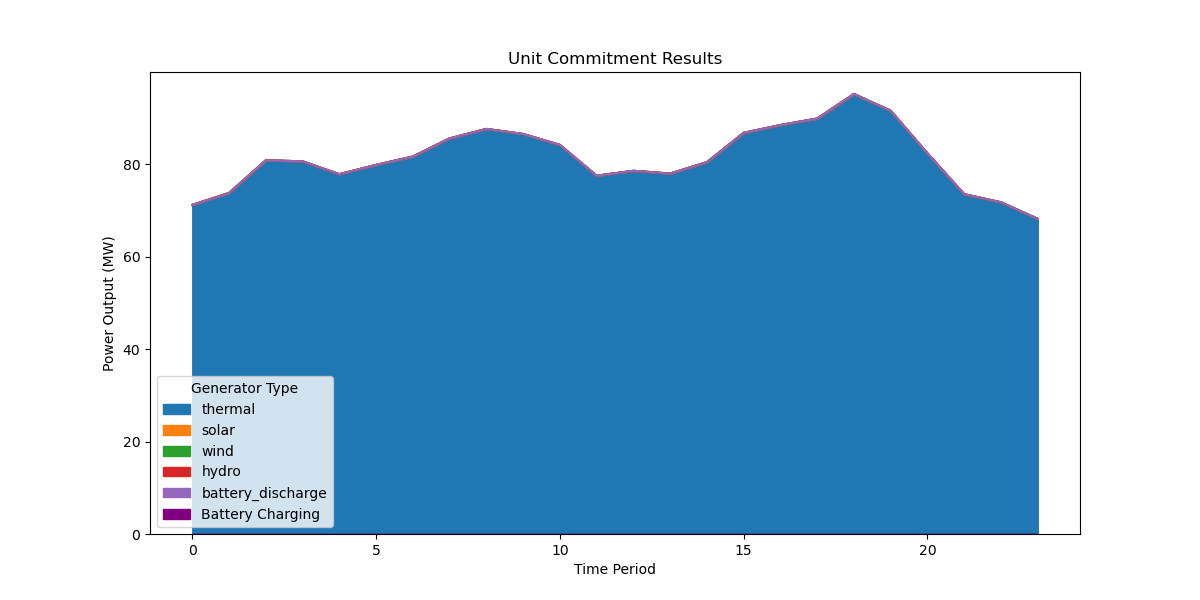 Unit Commitment Results
Power Output (MW)
80
60
40
20
0
Generator Type
thermal
solar
wind
hydro
battery_discharge
Battery Charging
0 5 10 15 20
Time Period